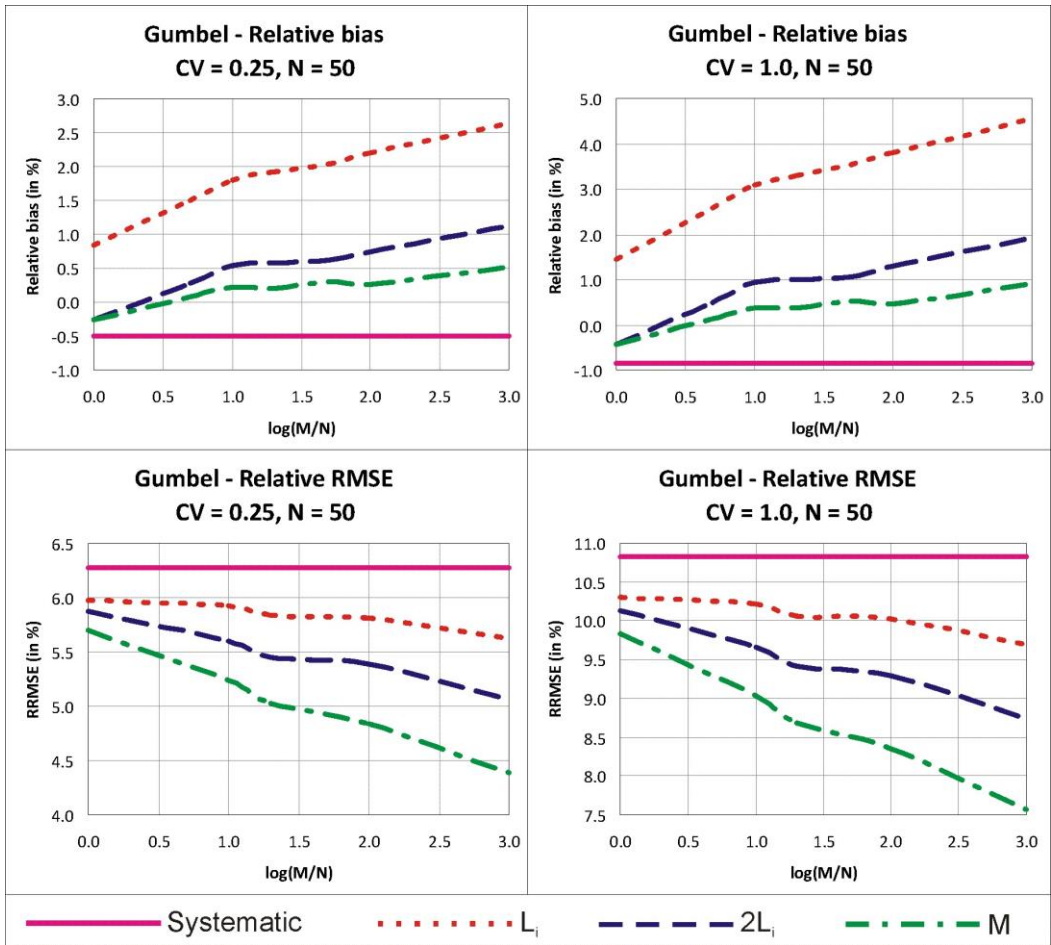 Gumbel - Relative bias
CV = 0.25, N = 50
Relative bias (in %)
3.0
2.5
2.0
1.5
1.0
0.5
0.0
-0.5
-1.0
0.0 0.5 1.0 1.5 2.0 2.5 3.0
log(M/N)
Gumbel - Relative bias
CV = 1.0, N = 50
Relative bias (in %)
5.0
4.0
3.0
2.0
1.0
0.0
-1.0
0.0 0.5 1.0 1.5 2.0 2.5 3.0
log(M/N)
Gumbel - Relative RMSE
CV = 0.25, N = 50
RRMSE (in %)
6.5
6.0
5.5
5.0
4.5
4.0
0.0 0.5 1.0 1.5 2.0 2.5 3.0
log(M/N)
Gumbel - Relative RMSE
CV = 1.0, N = 50
RRMSE (in %)
11.0
10.5
10.0
9.5
9.0
8.5
8.0
7.5
0.0 0.5 1.0 1.5 2.0 2.5 3.0
log(M/N)
Systematic Lᵢ 2Lᵢ M